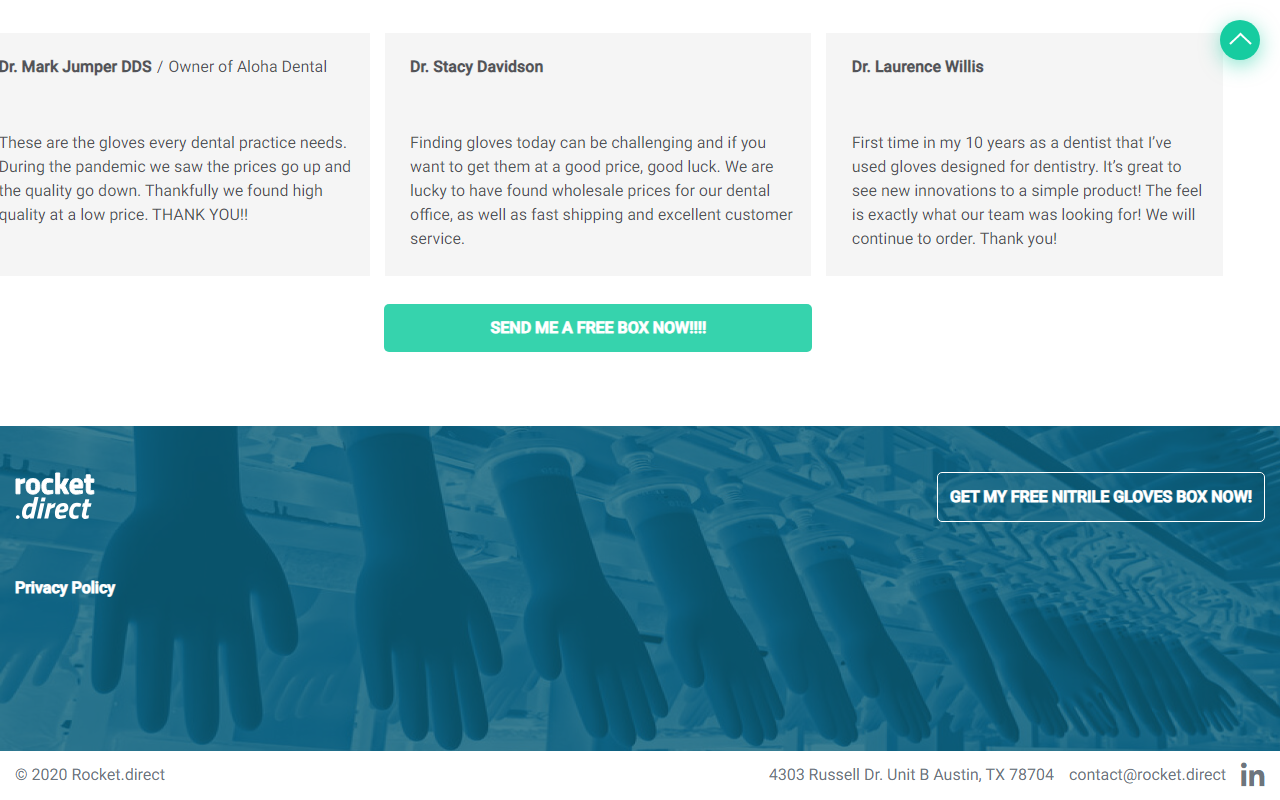 Dr. Mark Jumper DDS / Owner of Aloha Dental
These are the gloves every dental practice needs.
During the pandemic we saw the prices go up and
the quality go down. Thankfully we found high
quality at a low price. THANK YOU!!
Dr. Stacy Davidson
Finding gloves today can be challenging and if you
want to get them at a good price, good luck. We are
lucky to have found wholesale prices for our dental
office, as well as fast shipping and excellent customer
service.
Dr. Laurence Willis
First time in my 10 years as a dentist that I’ve
used gloves designed for dentistry. It’s great to
see new innovations to a simple product! The feel
is exactly what our team was looking for! We will
continue to order. Thank you!
SEND ME A FREE BOX NOW!!!!
rocket
.direct
GET MY FREE NITRILE GLOVES BOX NOW!
Privacy Policy
© 2020 Rocket.direct
4303 Russell Dr. Unit B Austin, TX 78704
contact@rocket.direct
in